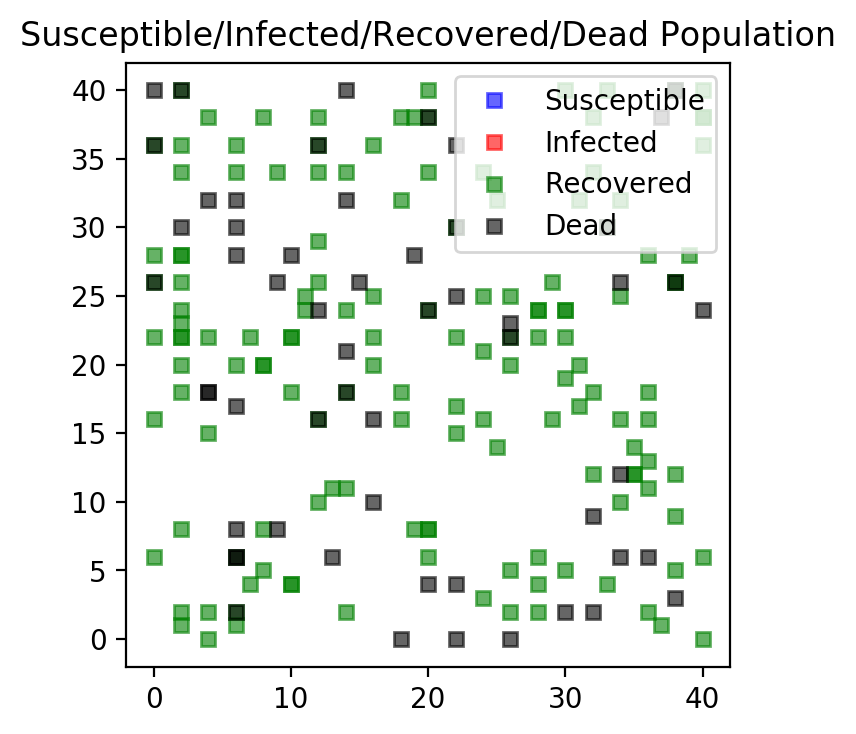 Susceptible/Infected/Recovered/Dead Population
40
35
30
25
20
15
10
5
0
Susceptible
Infected
Recovered
Dead
0 10 20 30 40